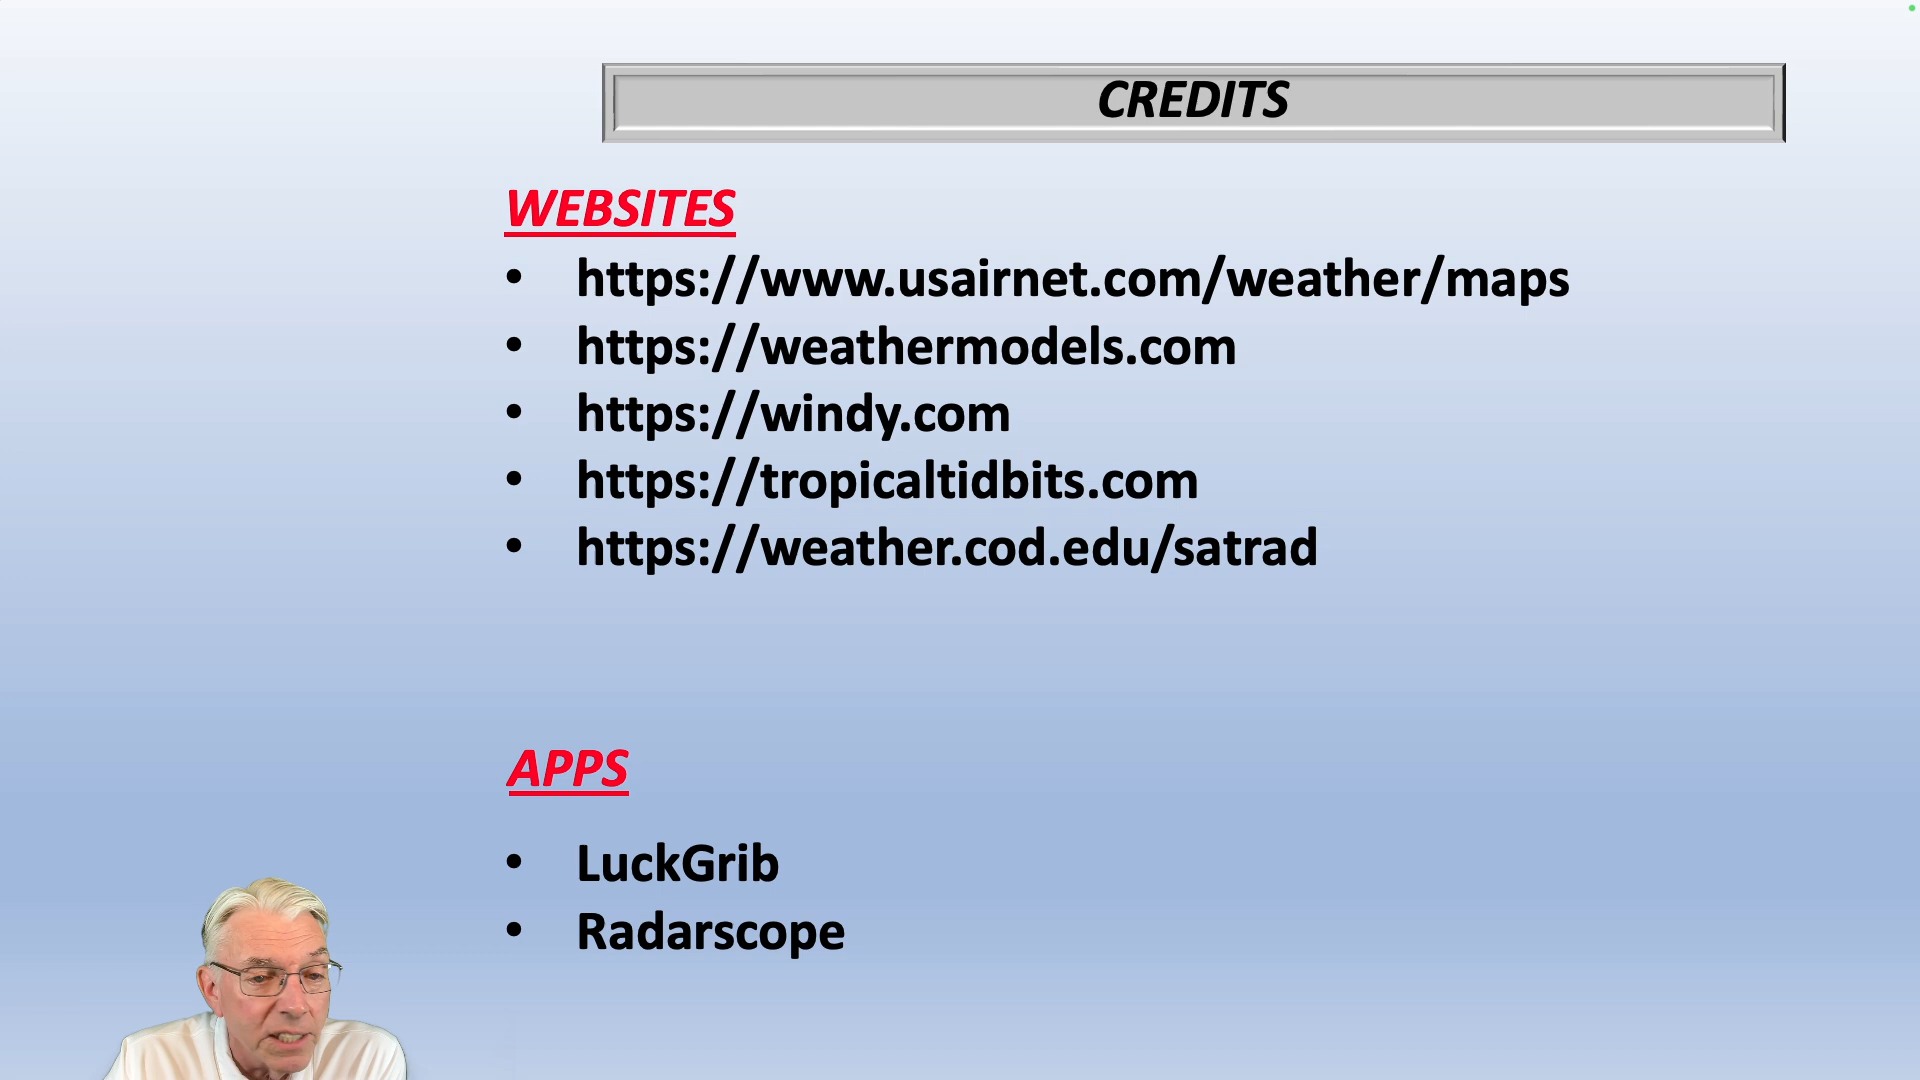 CREDITS
WEBSITES
• https://www.usairnet.com/weather/maps
• https://weathermodels.com
• https://windy.com
• https://tropicaltidbits.com
• https://weather.cod.edu/satrad
APPS
• LuckGrib
• Radarscope